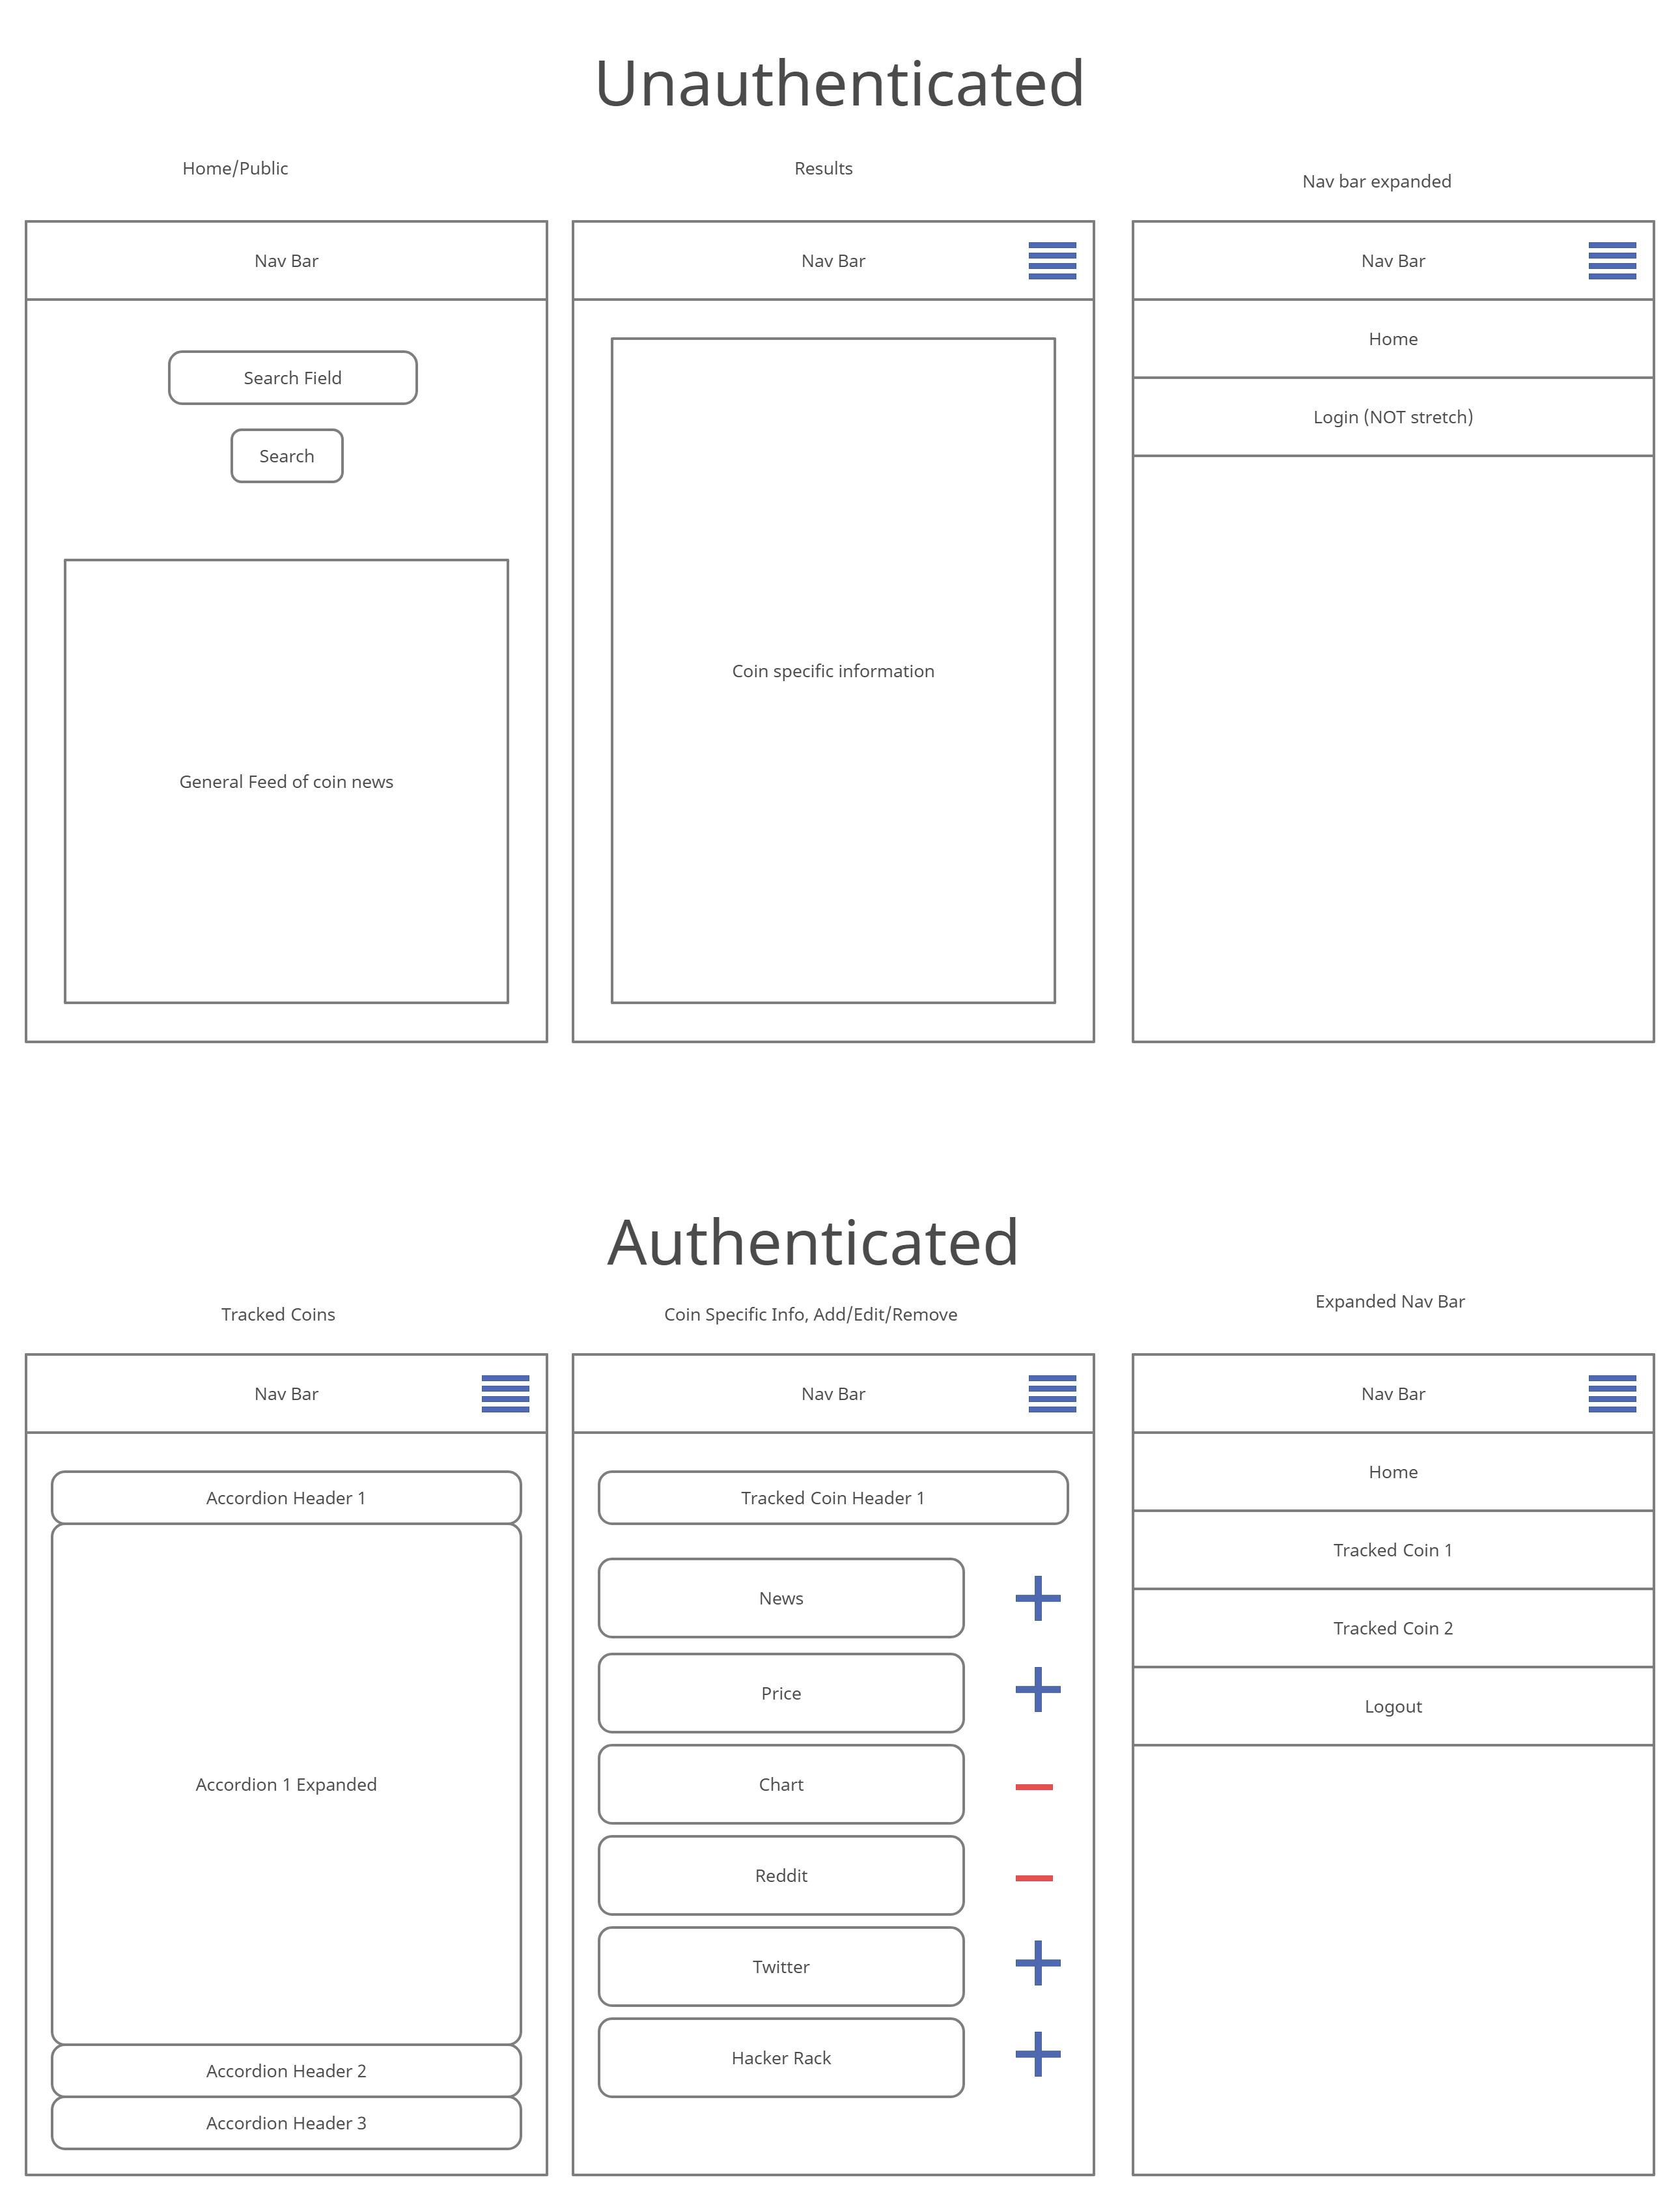 Unauthenticated
Home/Public
Results
Nav bar expanded
Nav Bar
Search Field
Search
General Feed of coin news
Nav Bar
Coin specific information
Nav Bar
Home
Login (NOT stretch)
Authenticated
Tracked Coins
Coin Specific Info, Add/Edit/Remove
Expanded Nav Bar
Nav Bar
Accordion Header 1
Accordion 1 Expanded
Accordion Header 2
Accordion Header 3
Nav Bar
Tracked Coin Header 1
News
Price
Chart
Reddit
Twitter
Hacker Rack
Nav Bar
Home
Tracked Coin 1
Tracked Coin 2
Logout